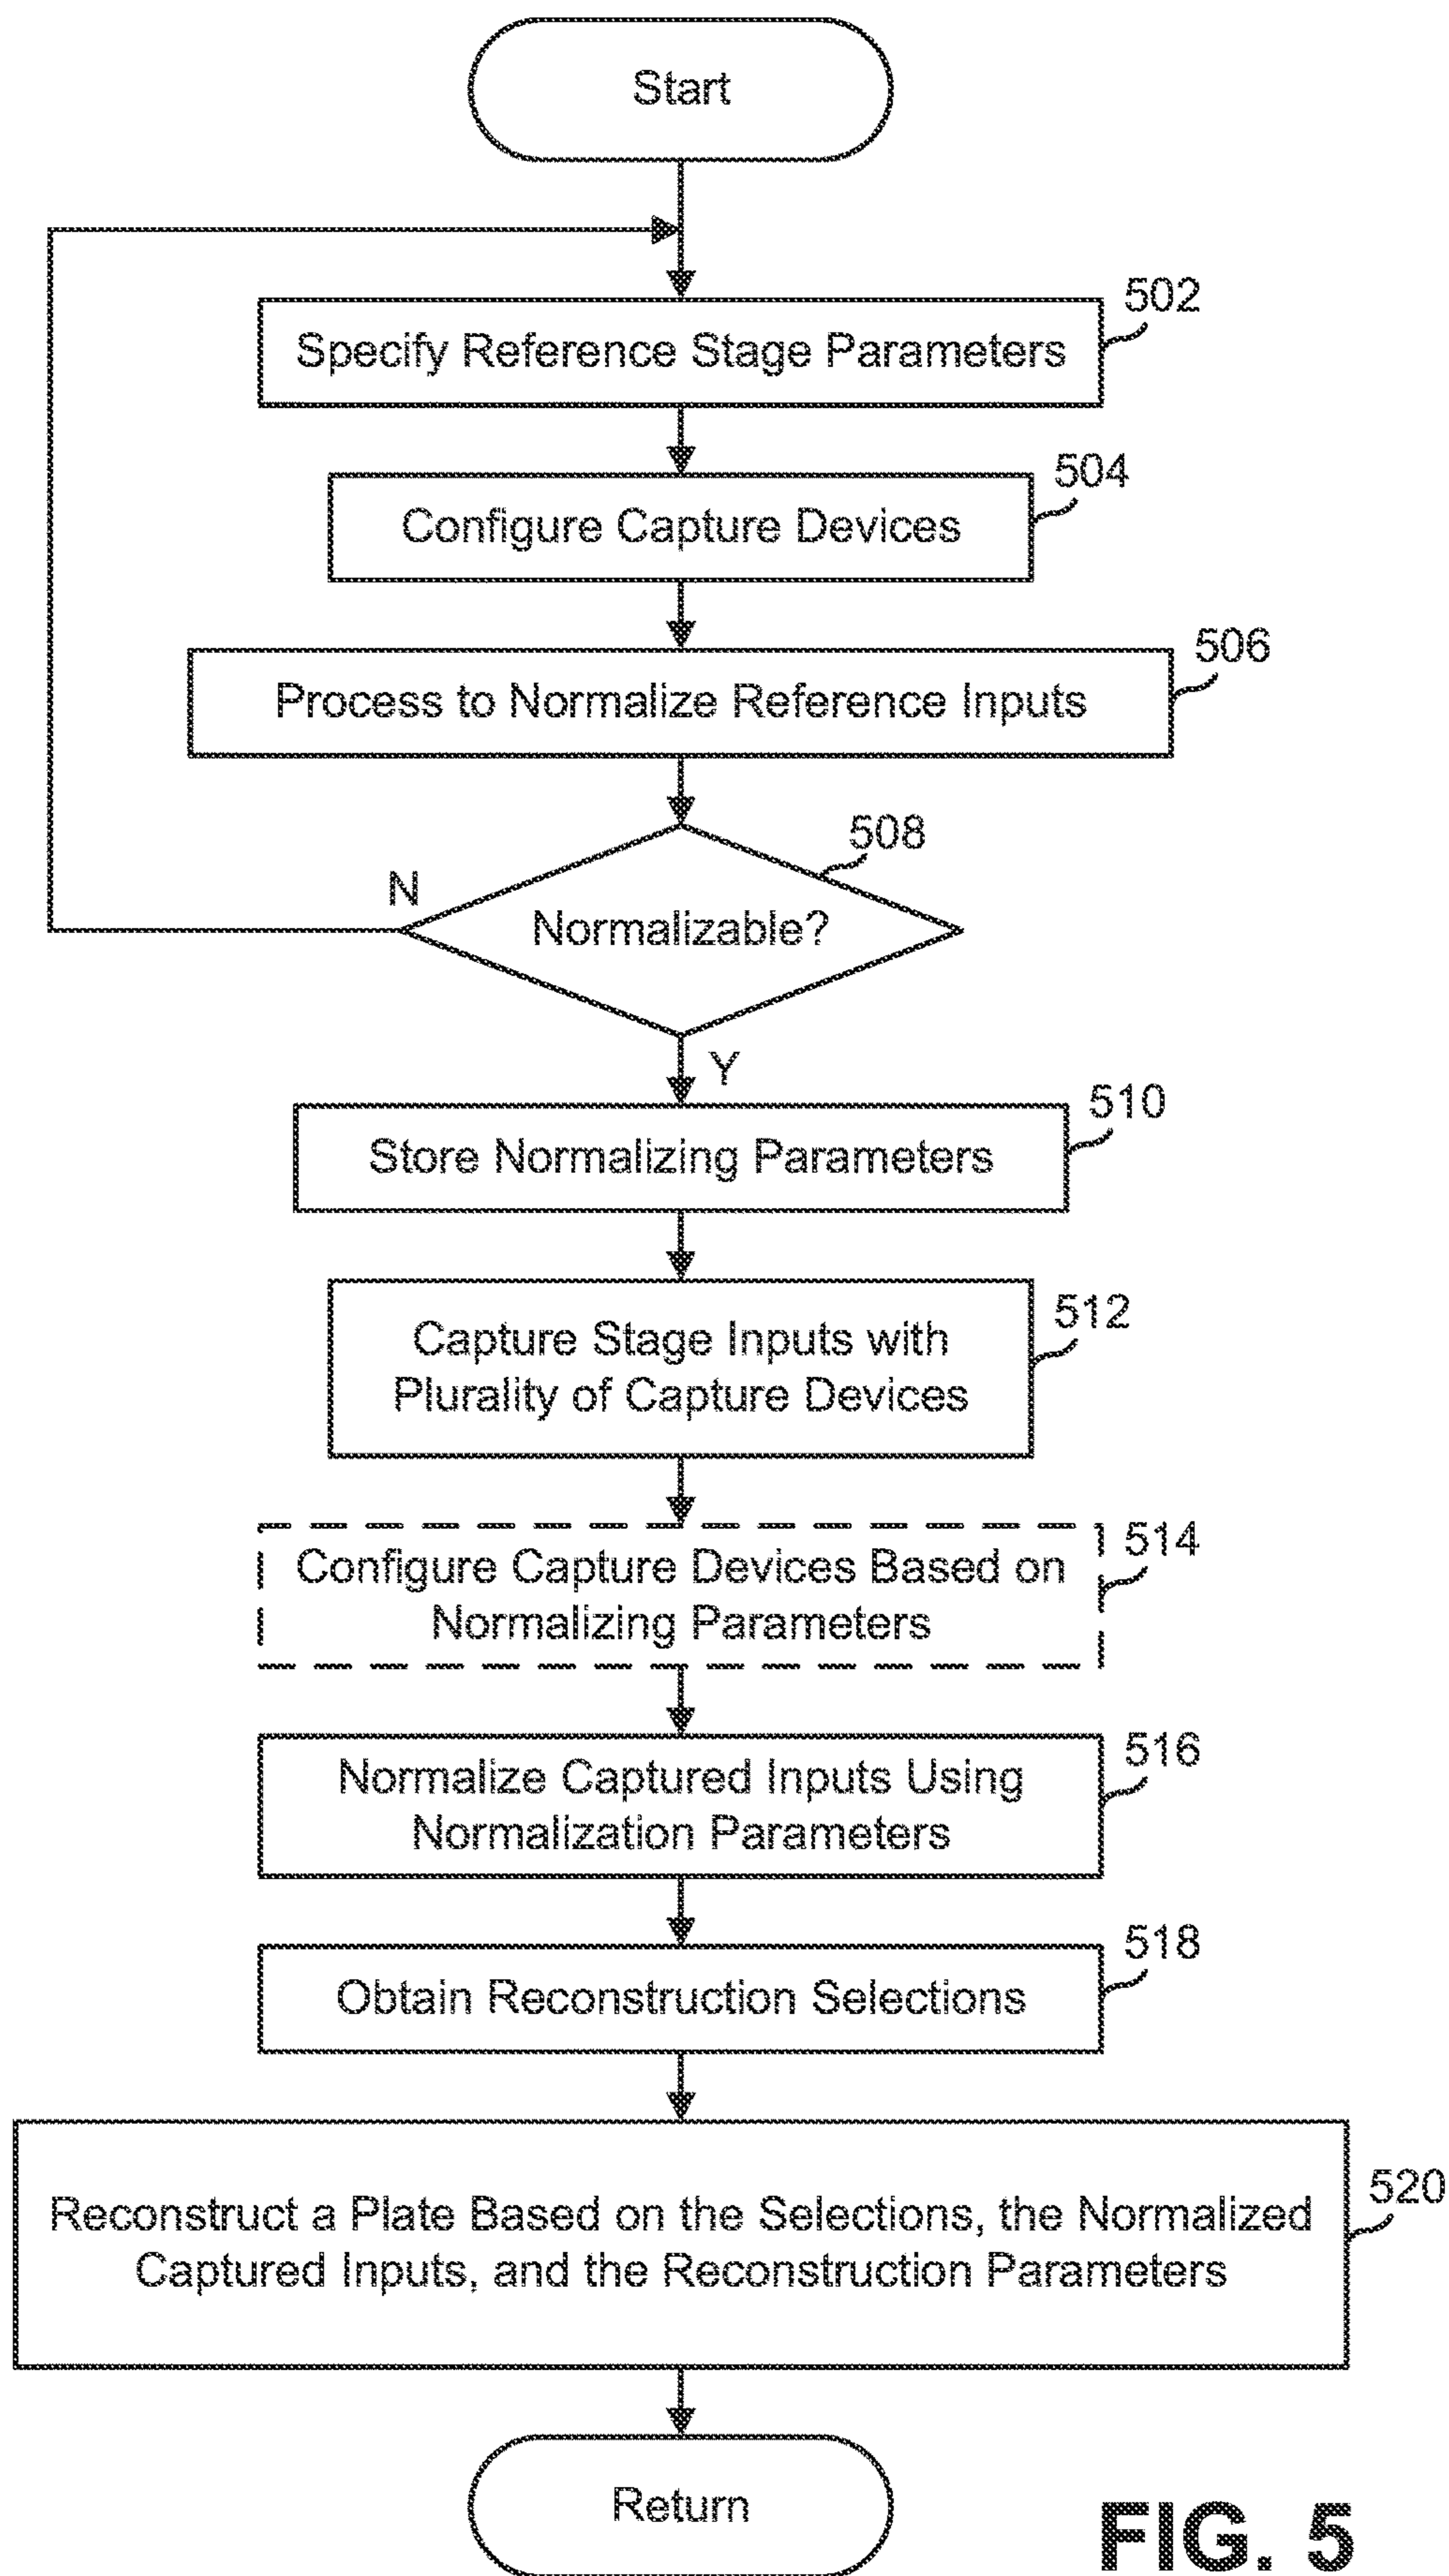 Start
502
Specify Reference Stage Parameters
504
Configure Capture Devices
506
Process to Normalize Reference Inputs
508
N
Normalizable?
Y
510
Store Normalizing Parameters
512
Capture Stage Inputs with
Plurality of Capture Devices
514
Configure Capture Devices Based on
Normalizing Parameters
516
Normalize Captured Inputs Using
Normalization Parameters
518
Obtain Reconstruction Selections
520
Reconstruct a Plate Based on the Selections, the Normalized
Captured Inputs, and the Reconstruction Parameters
Return
FIG. 5